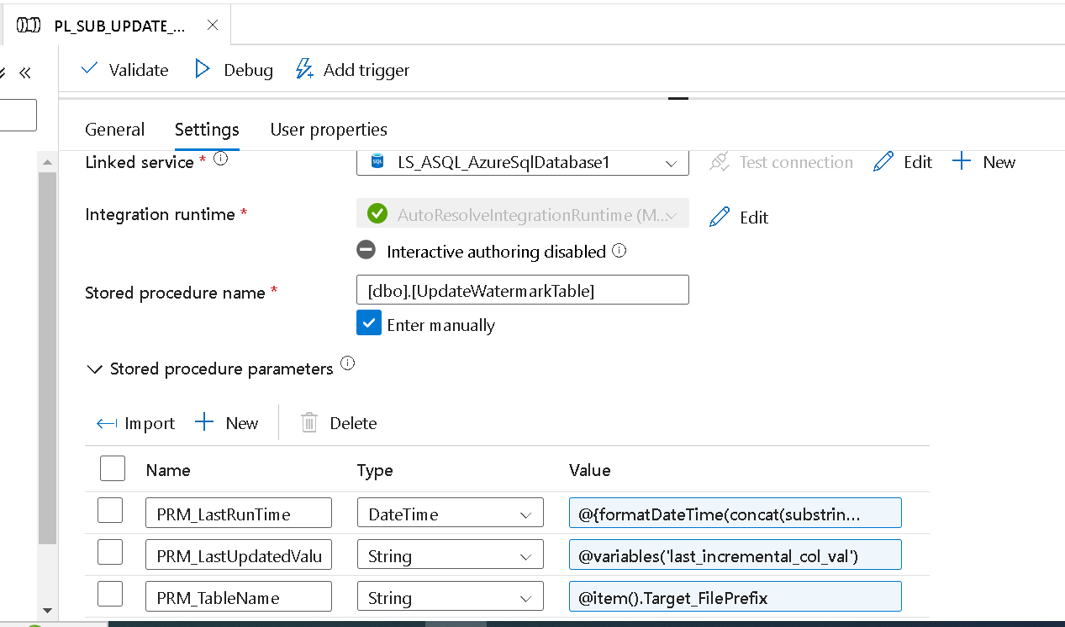 PL_SUB_UPDATE_...
Validate Debug Add trigger
General Settings User properties
Linked service * LS_ASQL_AzureSqlDatabase1 Test connection Edit New
Integration runtime * AutoResolveIntegrationRuntime (M... Edit
Interactive authoring disabled
Stored procedure name * [dbo].[UpdateWatermarkTable]
Enter manually
Stored procedure parameters
Import New Delete
Name Type Value
PRM_LastRunTime DateTime @{formatDateTime(concat(substrin...
PRM_LastUpdatedValu String @variables('last_incremental_col_val')
PRM_TableName String @item().Target_FilePrefix